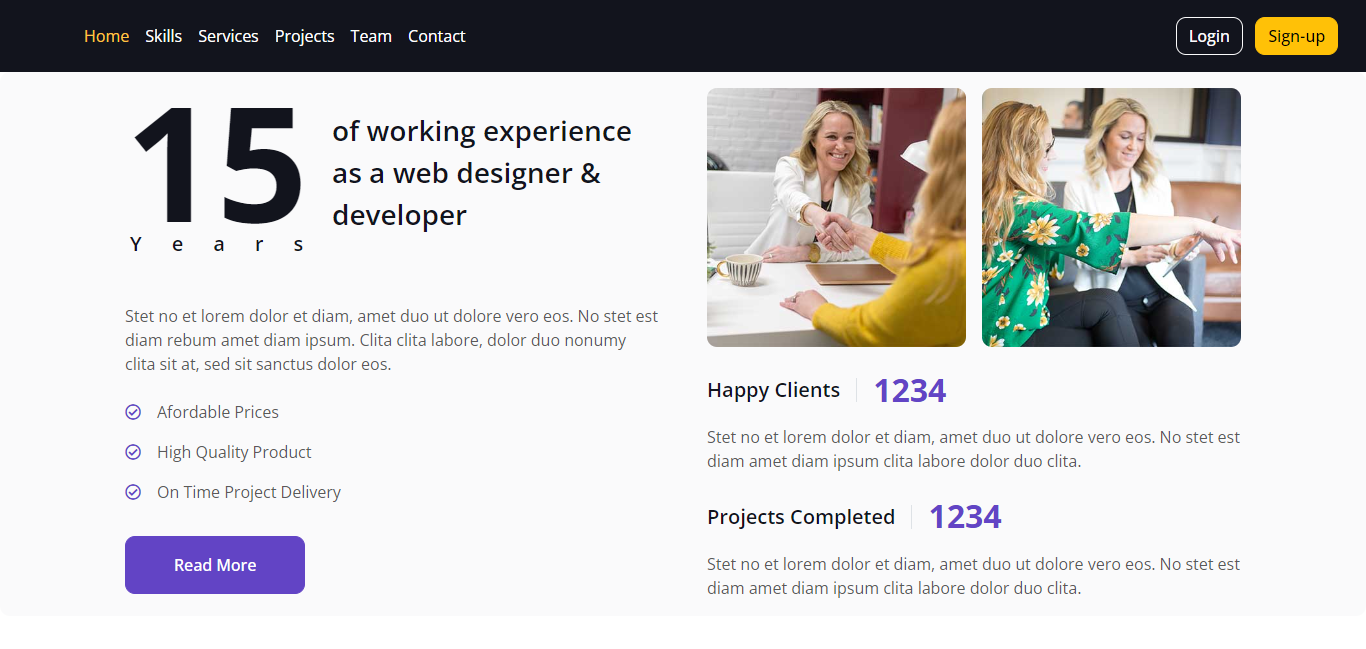 Home Skills Services Projects Team Contact Login Sign-up
15
Years
of working experience
as a web designer &
developer
Stet no et lorem dolor et diam, amet duo ut dolore vero eos. No stet est
diam rebum amet diam ipsum. Clita clita labore, dolor duo nonumy
clita sit at, sed sit sanctus dolor eos.
Afordable Prices
High Quality Product
On Time Project Delivery
Read More
Happy Clients 1234
Stet no et lorem dolor et diam, amet duo ut dolore vero eos. No stet est
diam amet diam ipsum clita labore dolor duo clita.
Projects Completed 1234
Stet no et lorem dolor et diam, amet duo ut dolore vero eos. No stet est
diam amet diam ipsum clita labore dolor duo clita.